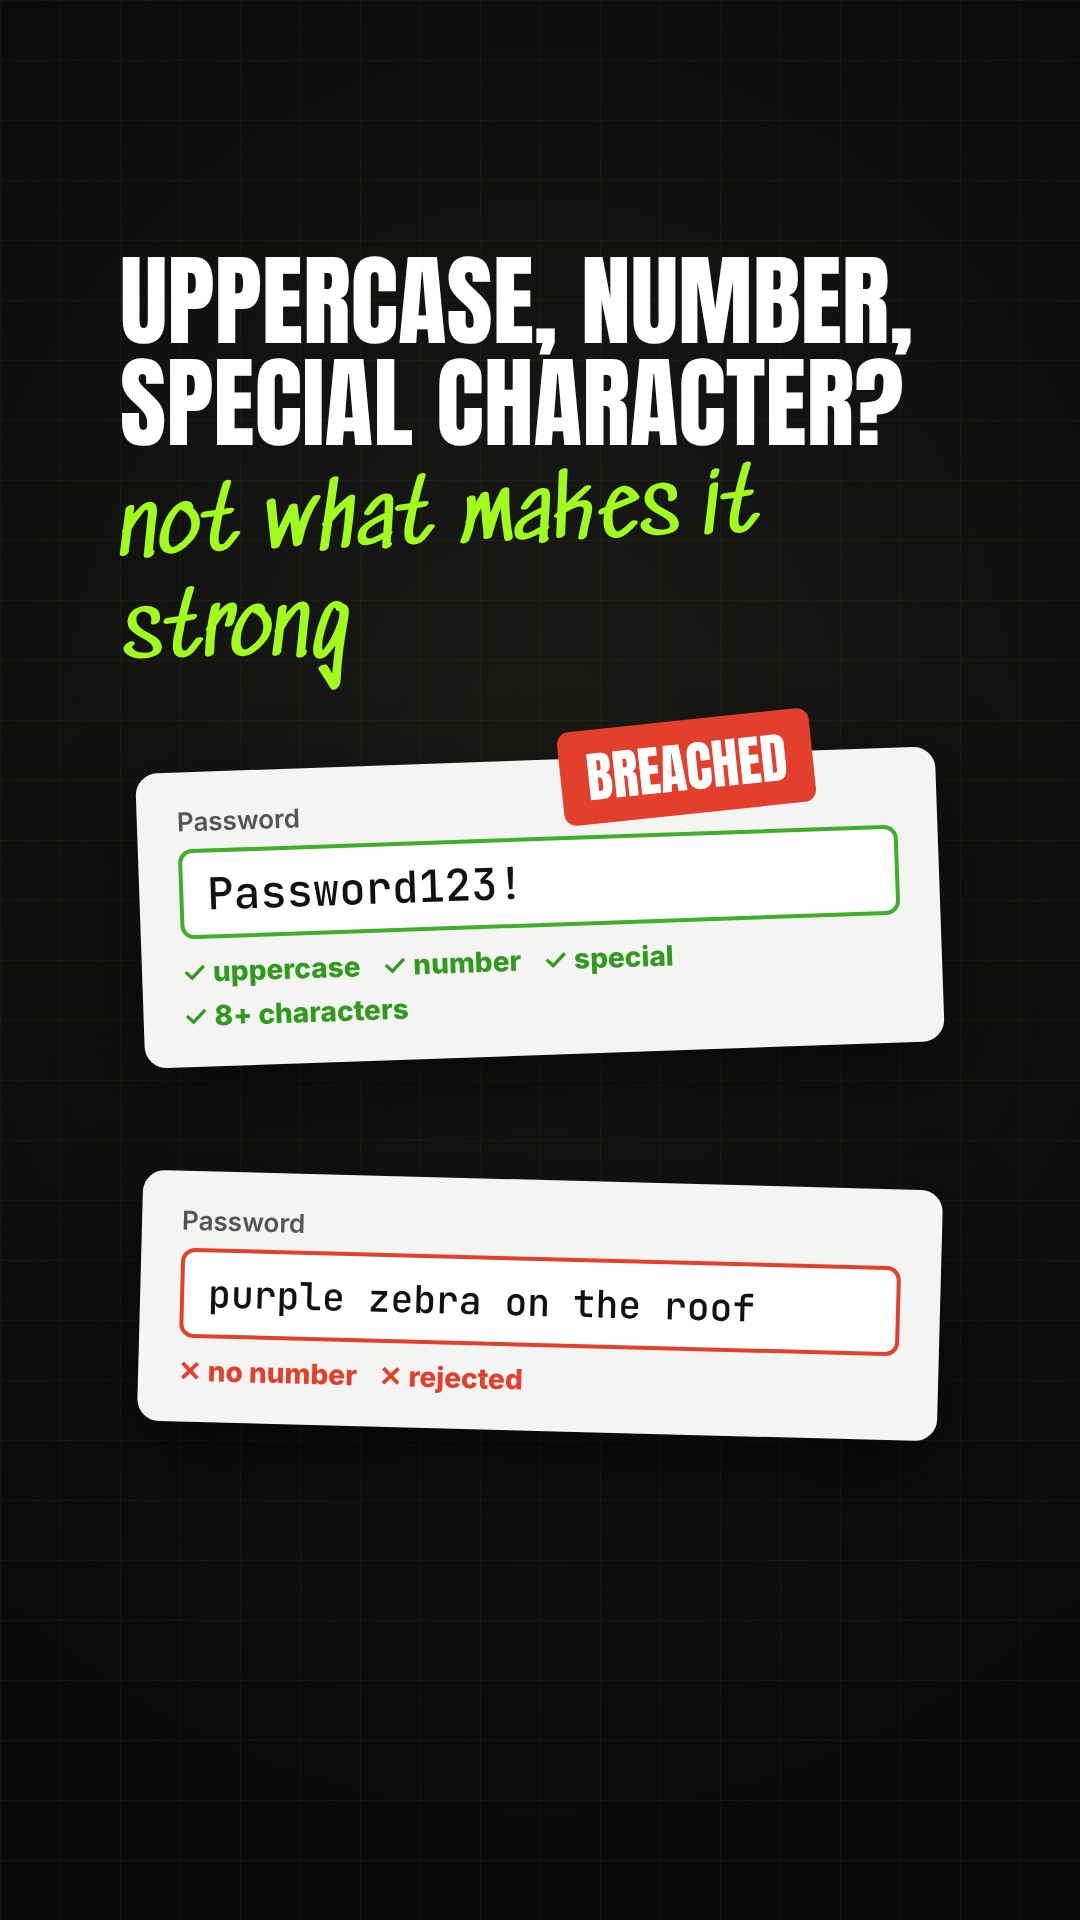 UPPERCASE, NUMBER,
SPECIAL CHARACTER?
not what makes it
strong
BREACHED
Password
Password123!
✓ uppercase ✓ number ✓ special
✓ 8+ characters
Password
purple zebra on the roof
✕ no number ✕ rejected